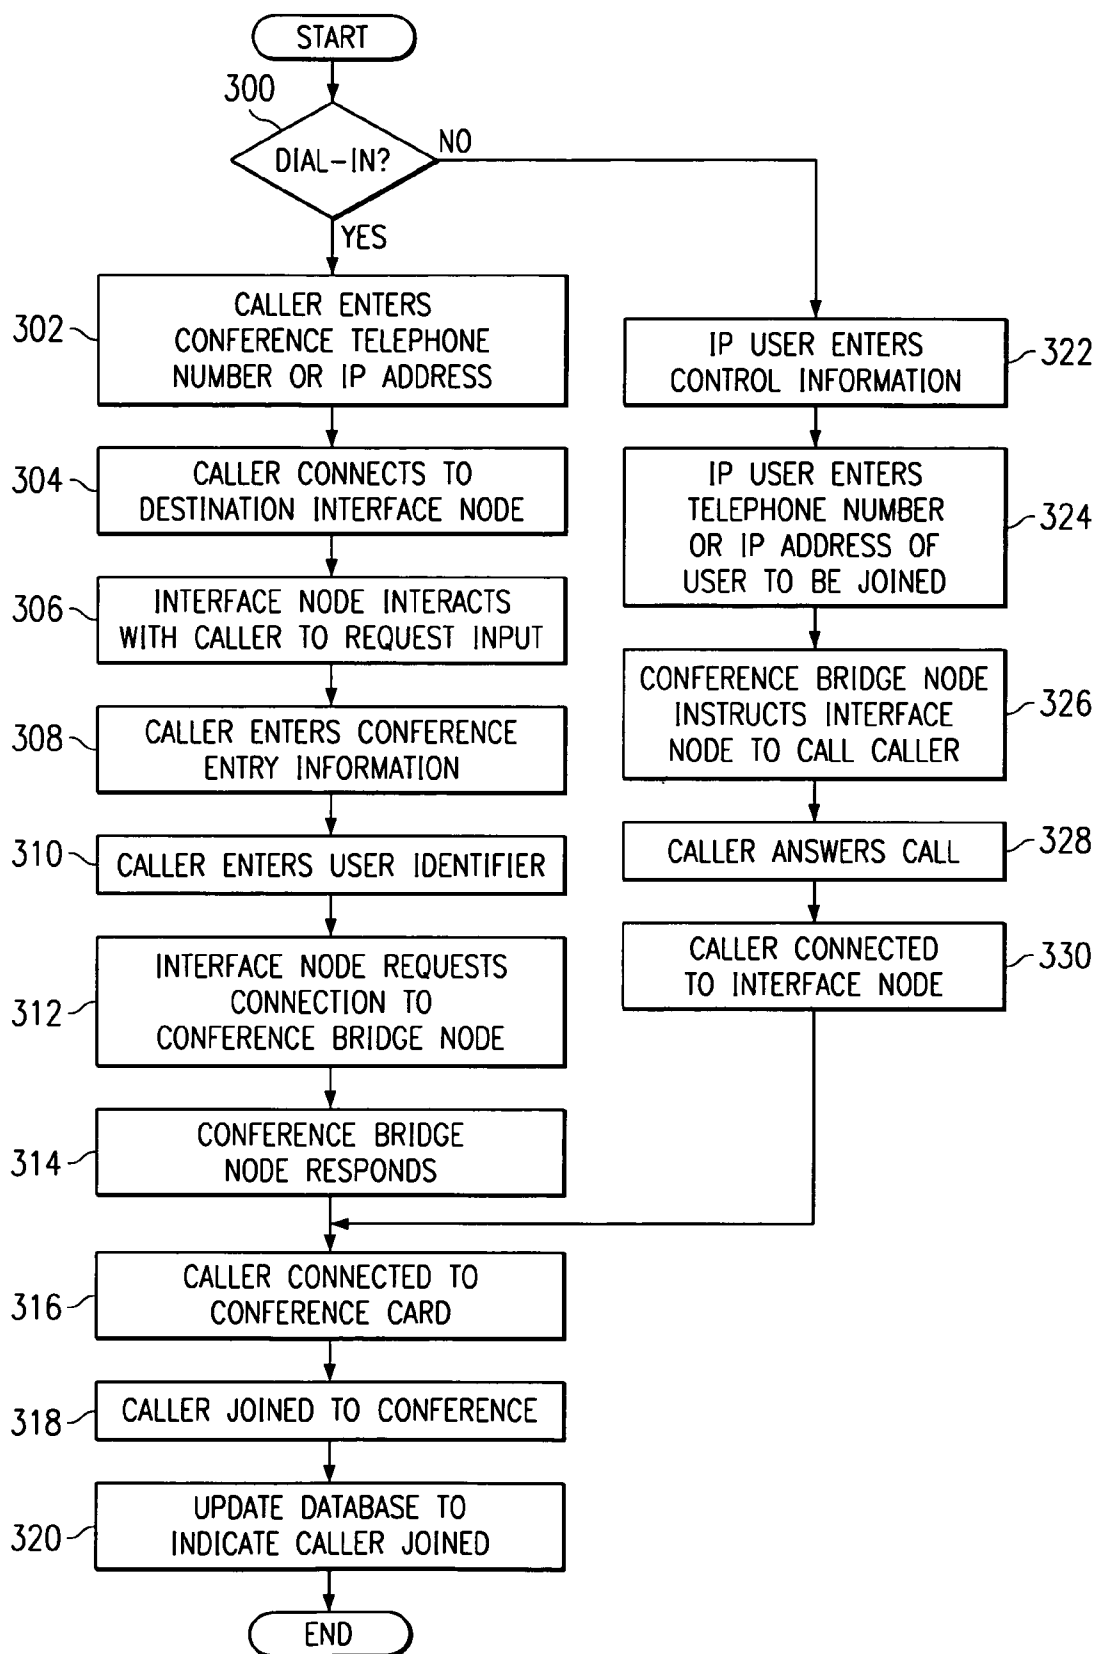 START
300
DIAL-IN?
NO
YES
302
CALLER ENTERS
CONFERENCE TELEPHONE
NUMBER OR IP ADDRESS
304
CALLER CONNECTS TO
DESTINATION INTERFACE NODE
306
INTERFACE NODE INTERACTS
WITH CALLER TO REQUEST INPUT
308
CALLER ENTERS CONFERENCE
ENTRY INFORMATION
310
CALLER ENTERS USER IDENTIFIER
312
INTERFACE NODE REQUESTS
CONNECTION TO
CONFERENCE BRIDGE NODE
314
CONFERENCE BRIDGE
NODE RESPONDS
322
IP USER ENTERS
CONTROL INFORMATION
324
IP USER ENTERS
TELEPHONE NUMBER
OR IP ADDRESS OF
USER TO BE JOINED
326
CONFERENCE BRIDGE NODE
INSTRUCTS INTERFACE
NODE TO CALL CALLER
328
CALLER ANSWERS CALL
330
CALLER CONNECTED
TO INTERFACE NODE
316
CALLER CONNECTED TO
CONFERENCE CARD
318
CALLER JOINED TO CONFERENCE
320
UPDATE DATABASE TO
INDICATE CALLER JOINED
END